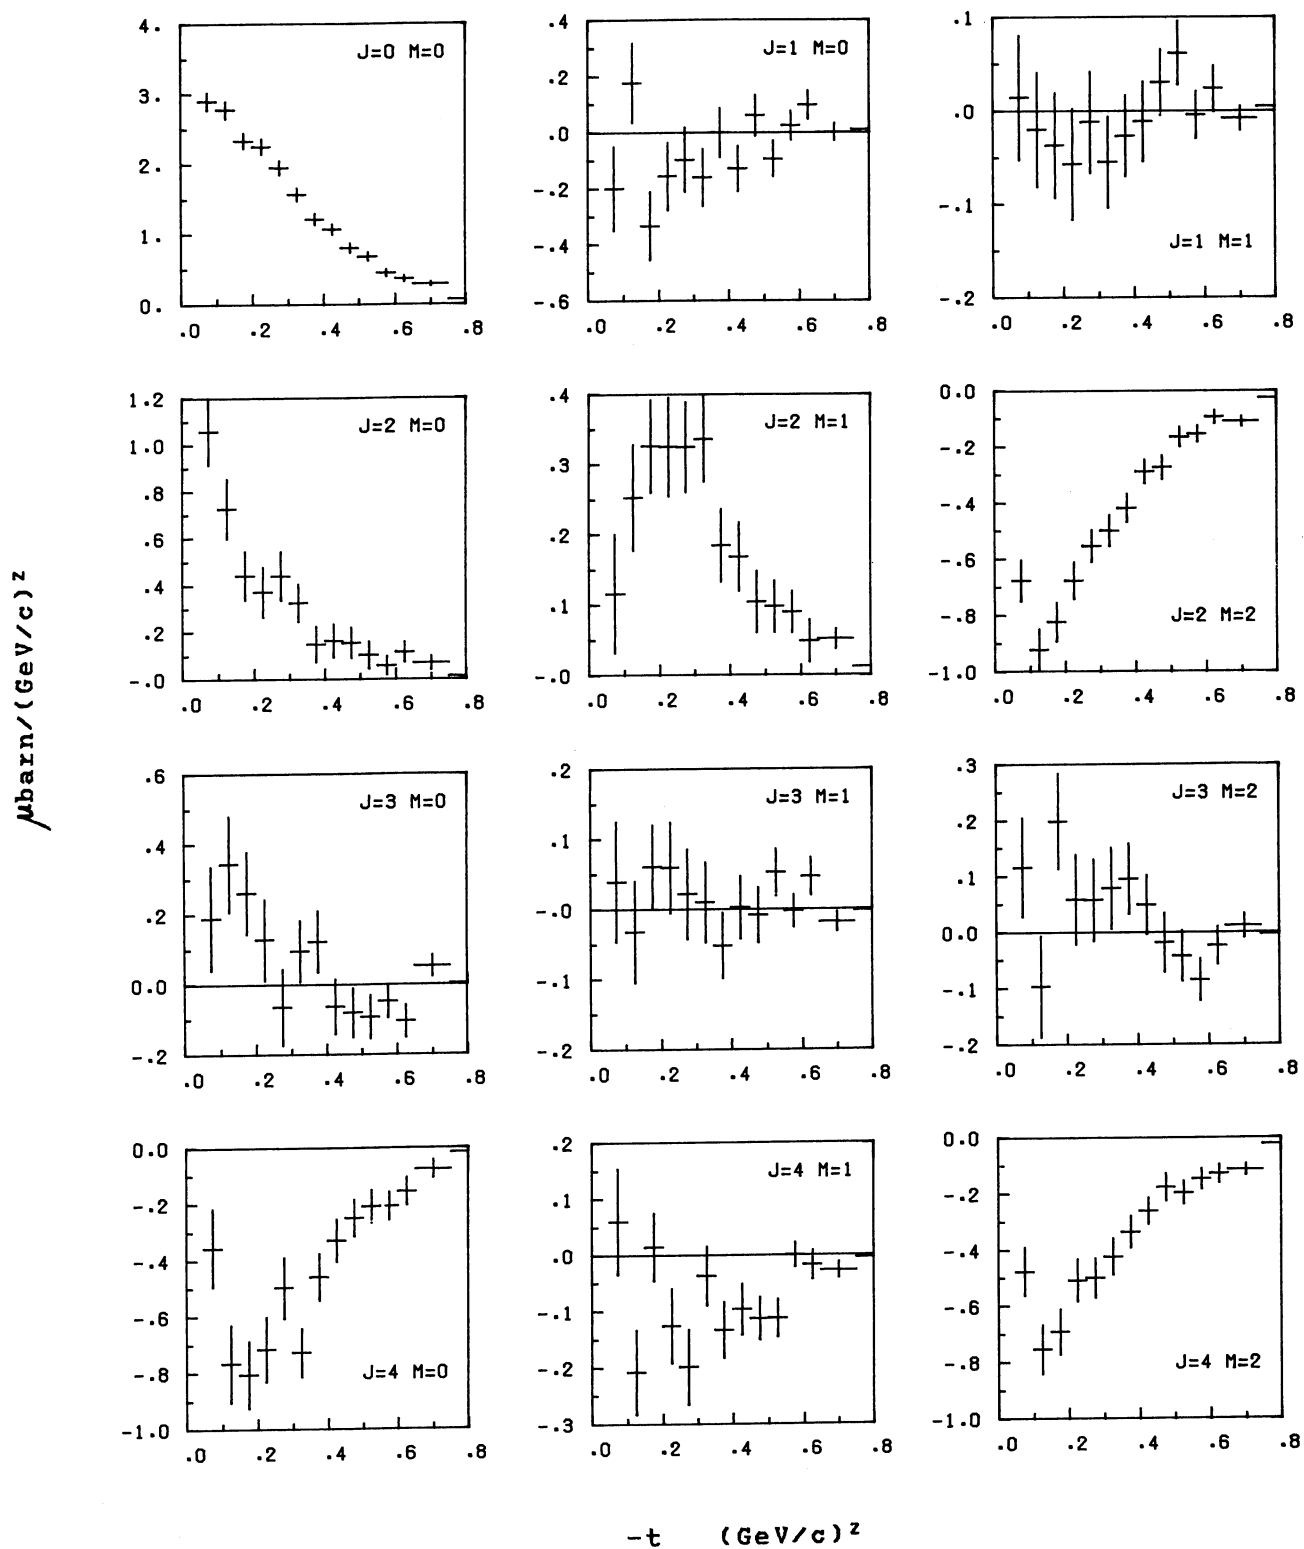 4.
3.
2.
1.
0.
J=0 M=0
.0 .2 .4 .6 .8
.4
.2
.0
-.2
-.4
-.6
J=1 M=0
.0 .2 .4 .6 .8
.1
.0
-.1
-.2
J=1 M=1
.0 .2 .4 .6 .8
1.2
1.0
.8
.6
.4
.2
-.0
J=2 M=0
.0 .2 .4 .6 .8
.4
.3
.2
.1
-.0
J=2 M=1
.0 .2 .4 .6 .8
0.0
-.2
-.4
-.6
-.8
-1.0
J=2 M=2
.0 .2 .4 .6 .8
μbarn/(GeV/c)²
.6
.4
.2
0.0
-.2
J=3 M=0
.0 .2 .4 .6 .8
.2
.1
-.0
-.1
-.2
J=3 M=1
.0 .2 .4 .6 .8
.3
.2
.1
0.0
-.1
-.2
J=3 M=2
.0 .2 .4 .6 .8
0.0
-.2
-.4
-.6
-.8
-1.0
J=4 M=0
.0 .2 .4 .6 .8
.2
.1
.0
-.1
-.2
-.3
J=4 M=1
.0 .2 .4 .6 .8
0.0
-.2
-.4
-.6
-.8
-1.0
J=4 M=2
.0 .2 .4 .6 .8
-t (GeV/c)²